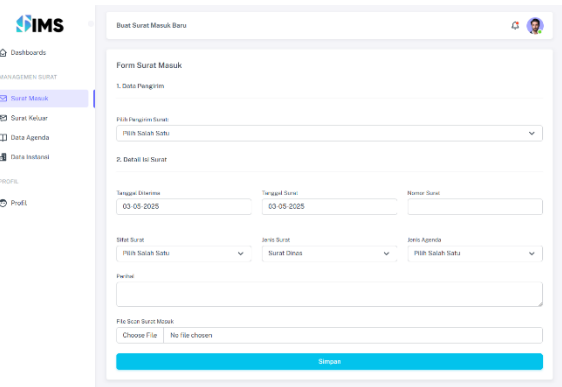 SIMS
Buat Surat Masuk Baru
Dashboards
MANAGEMEN SURAT
Surat Masuk
Surat Keluar
Data Agenda
Data Instansi
PROFIL
Profil
Form Surat Masuk
1. Data Pengirim
Pilih Pengirim Surat
Pilih Salah Satu
2. Detail Isi Surat
Tanggal Diterima
Tanggal Surat
Nomor Surat
03-05-2025
03-05-2025
Sifat Surat
Jenis Surat
Jenis Agenda
Pilih Salah Satu
Surat Dinas
Pilih Salah Satu
Perihal
File Scan Surat Masuk
Choose File No file chosen
Simpan